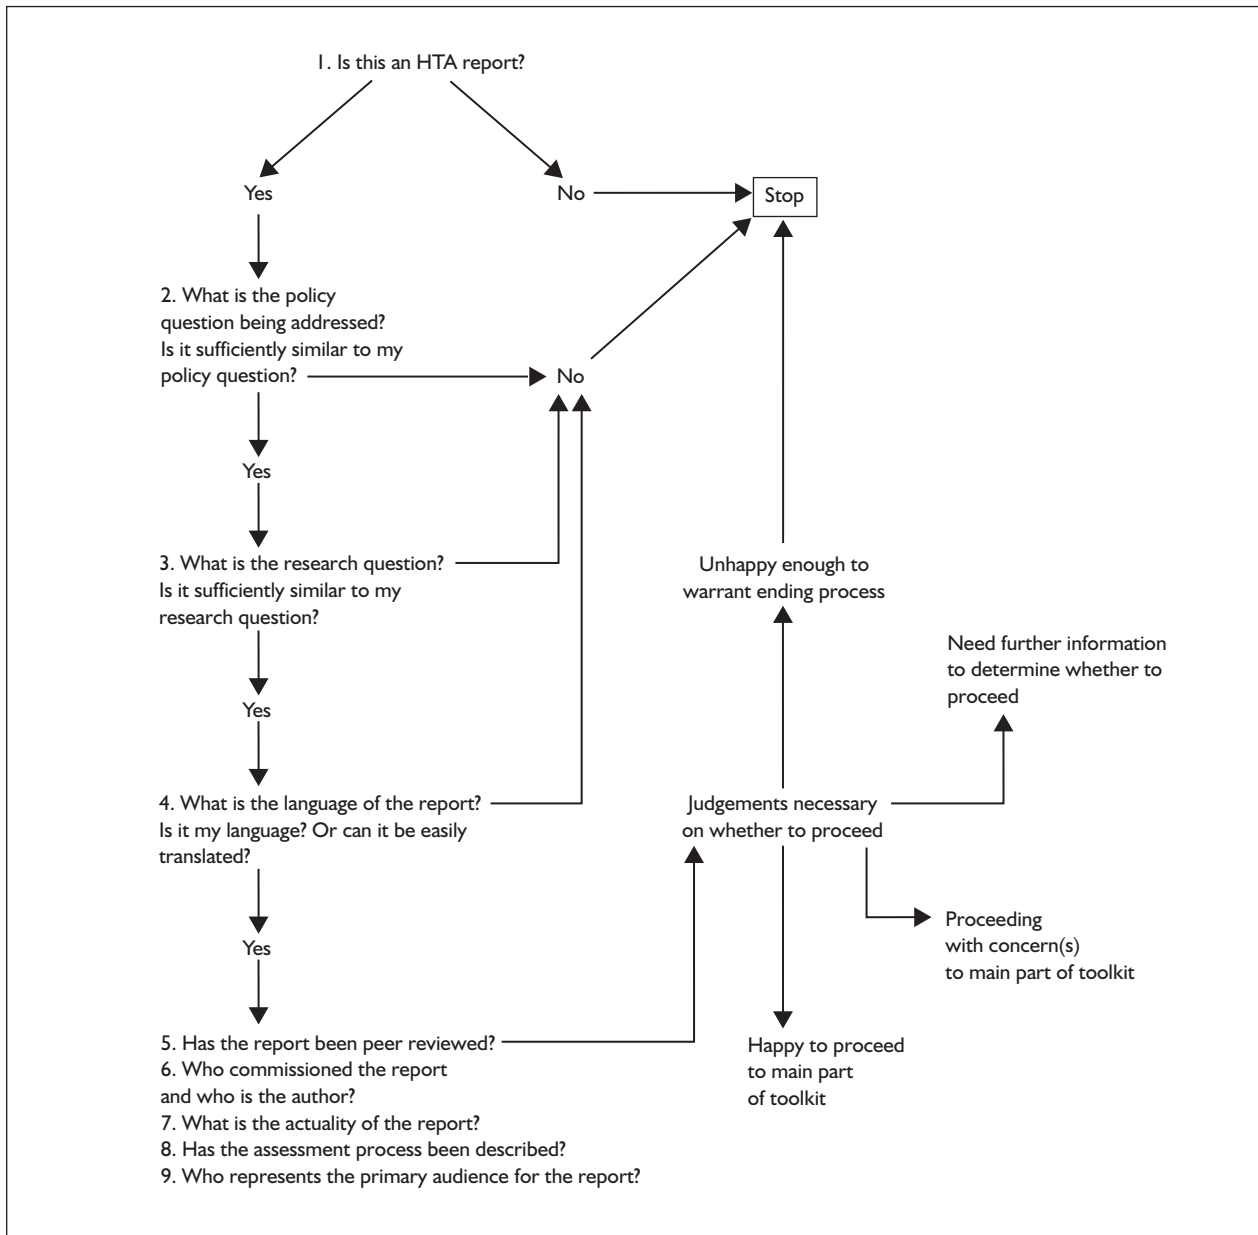 1. Is this an HTA report?
Yes
No
Stop
2. What is the policy
question being addressed?
Is it sufficiently similar to my
policy question?
No
Yes
3. What is the research question?
Is it sufficiently similar to my
research question?
Unhappy enough to
warrant ending process
Need further information
to determine whether to
proceed
Yes
4. What is the language of the report?
Is it my language? Or can it be easily
translated?
Judgements necessary
on whether to proceed
Proceeding
with concern(s)
to main part of toolkit
Yes
5. Has the report been peer reviewed?
6. Who commissioned the report
and who is the author?
7. What is the actuality of the report?
8. Has the assessment process been described?
9. Who represents the primary audience for the report?
Happy to proceed
to main part
of toolkit